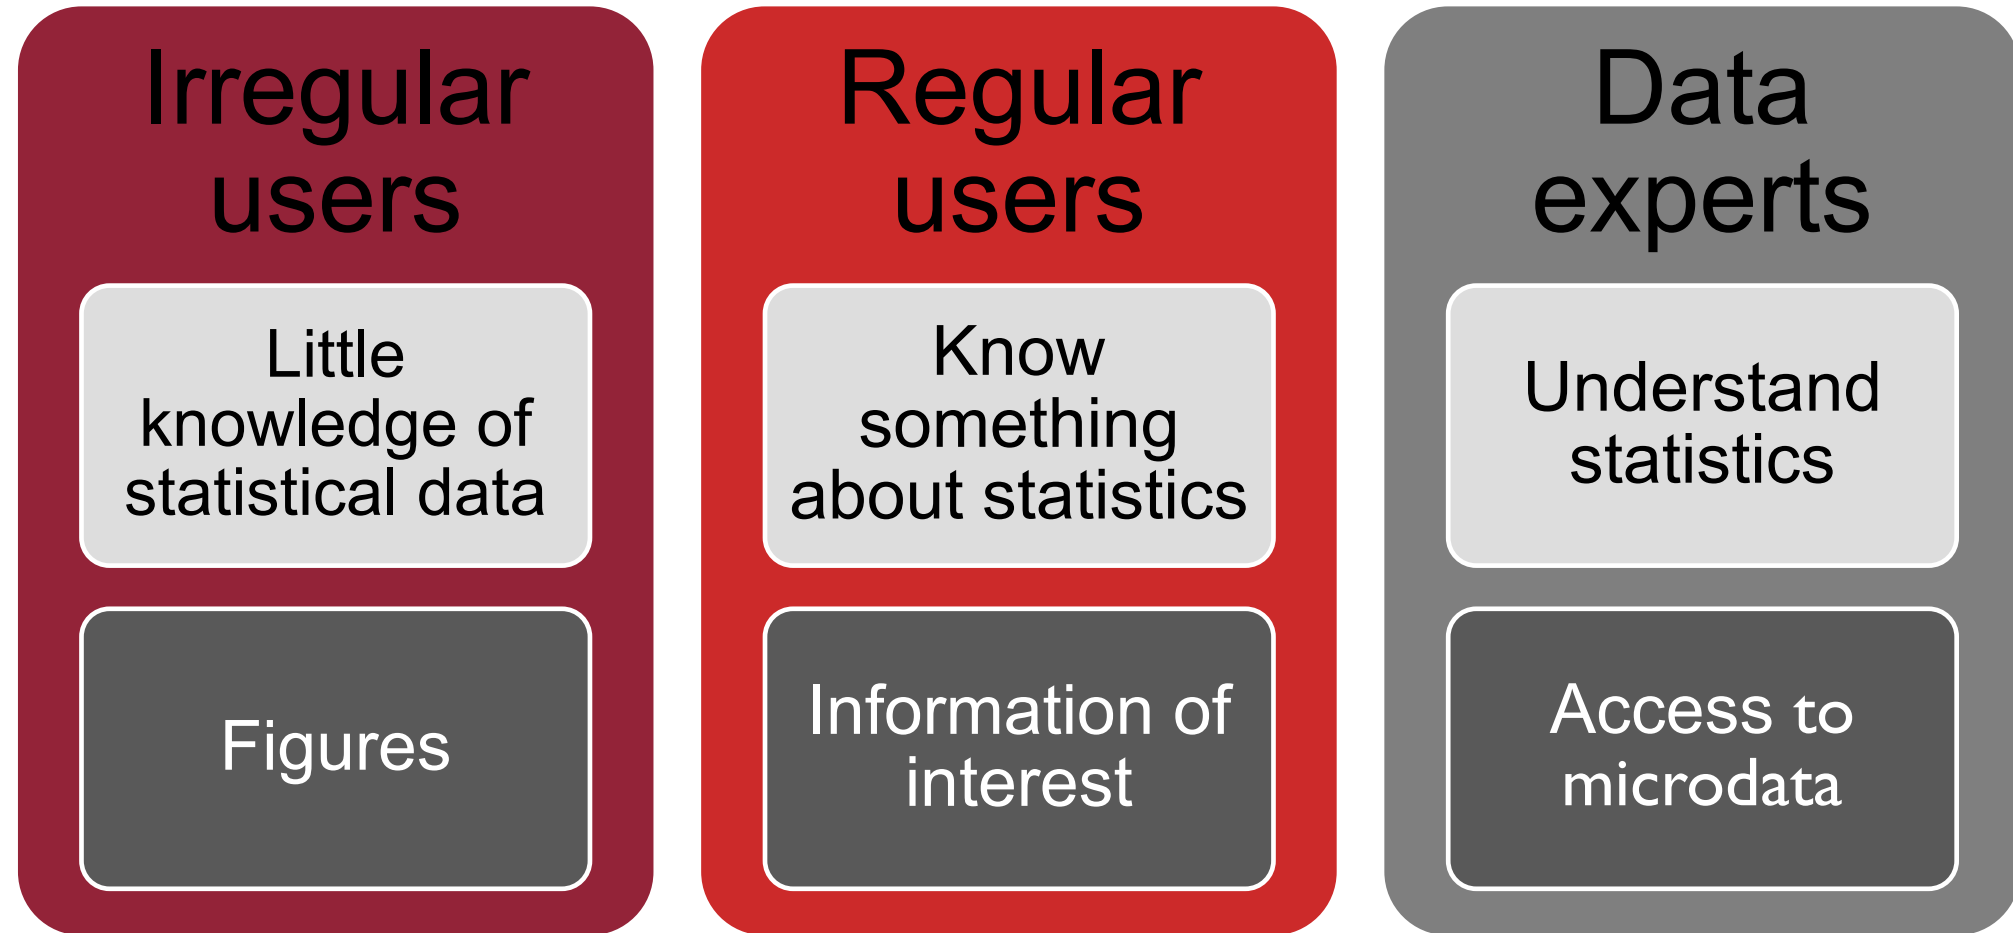 Irregular
users
Little
knowledge of
statistical data
Figures
Regular
users
Know
something
about statistics
Information of
interest
Data
experts
Understand
statistics
Access to
microdata